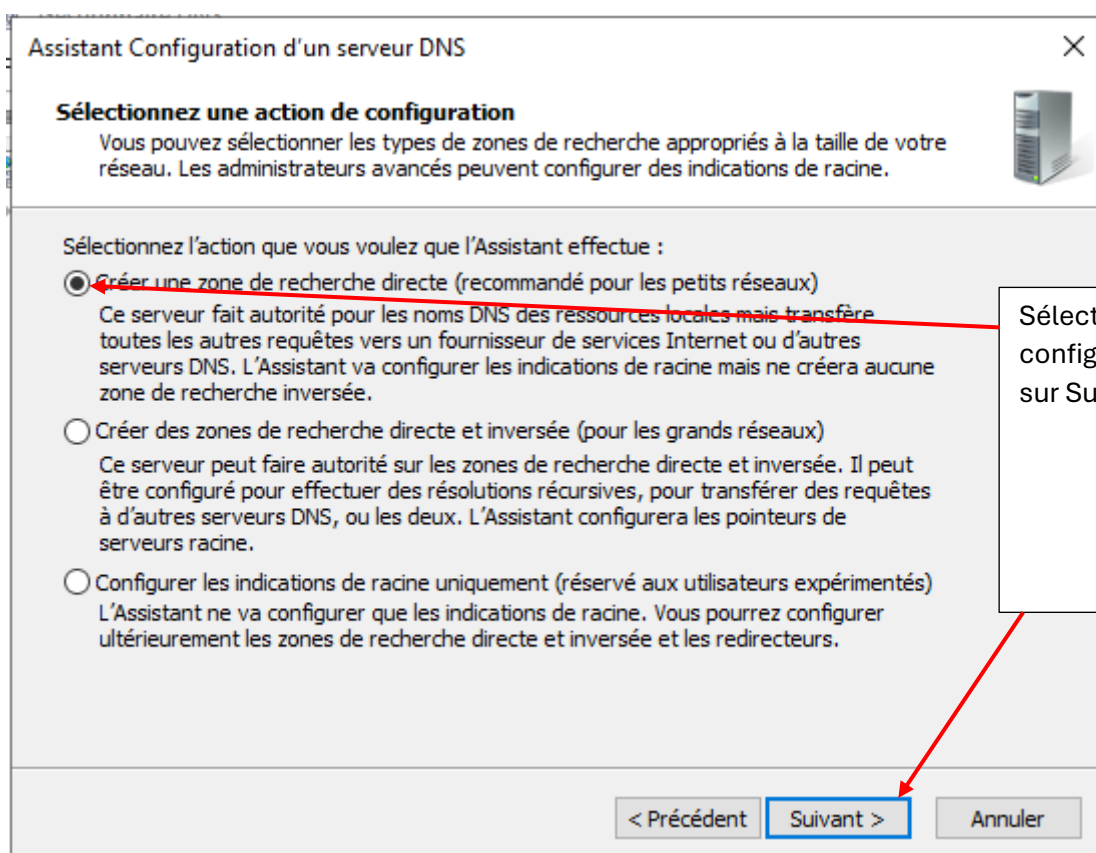 Assistant Configuration d'un serveur DNS
Sélectionnez une action de configuration
Vous pouvez sélectionner les types de zones de recherche appropriés à la taille de votre
réseau. Les administrateurs avancés peuvent configurer des indications de racine.
Sélectionnez l'action que vous voulez que l'Assistant effectue :
Créer une zone de recherche directe (recommandé pour les petits réseaux)
Ce serveur fait autorité pour les noms DNS des ressources locales mais transfère
toutes les autres requêtes vers un fournisseur de services Internet ou d'autres
serveurs DNS. L'Assistant va configurer les indications de racine mais ne créera aucune
zone de recherche inversée.
Créer des zones de recherche directe et inversée (pour les grands réseaux)
Ce serveur peut faire autorité sur les zones de recherche directe et inversée. Il peut
être configuré pour effectuer des résolutions récursives, pour transférer des requêtes
à d'autres serveurs DNS, ou les deux. L'Assistant configurera les pointeurs de
serveurs racine.
Configurer les indications de racine uniquement (réservé aux utilisateurs expérimentés)
L'Assistant ne va configurer que les indications de racine. Vous pourrez configurer
ultérieurement les zones de recherche directe et inversée et les redirecteurs.
Sélect
config
sur Su
< Précédent
Suivant >
Annuler